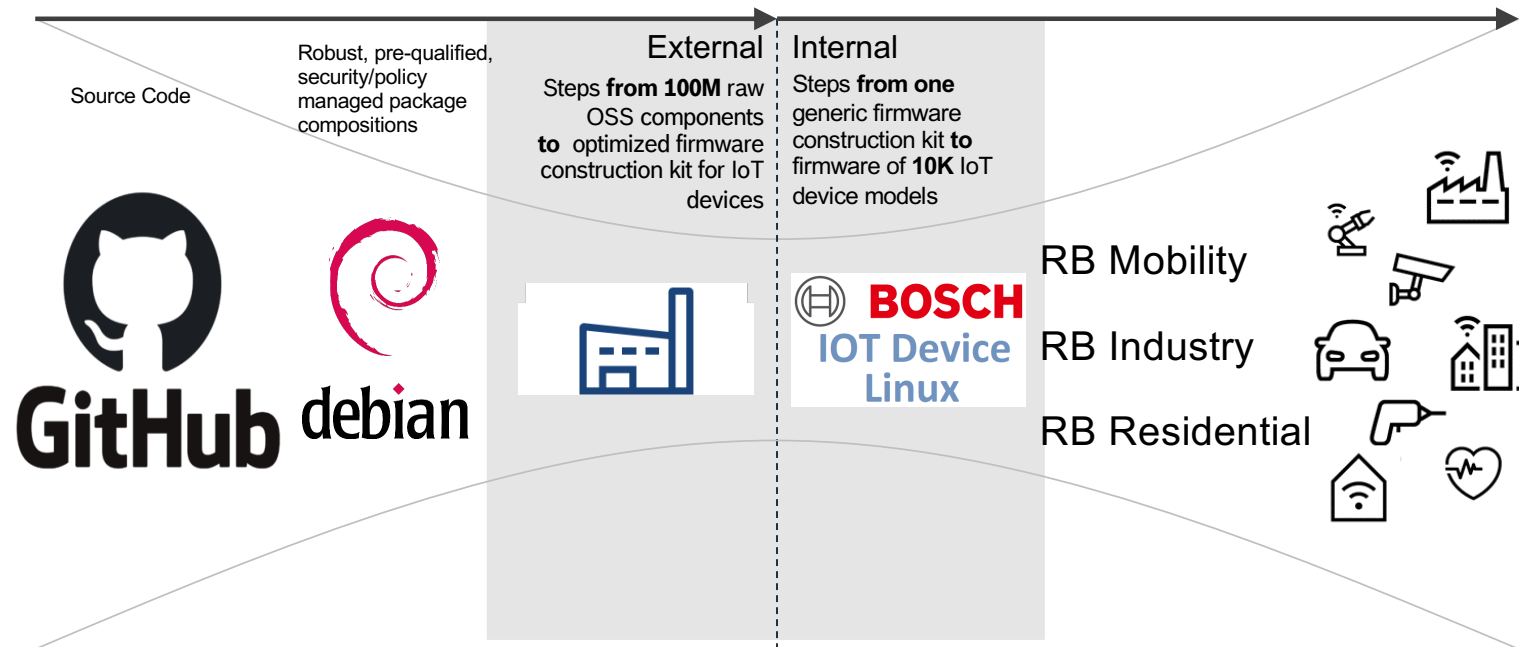 Source Code
Robust, pre-qualified,
security/policy
managed package
compositions
External
Steps from 100M raw
OSS components
to optimized firmware
construction kit for IoT
devices
Internal
Steps from one
generic firmware
construction kit to
firmware of 10K IoT
device models
GitHub
debian
BOSCH
IOT Device
Linux
RB Mobility
RB Industry
RB Residential